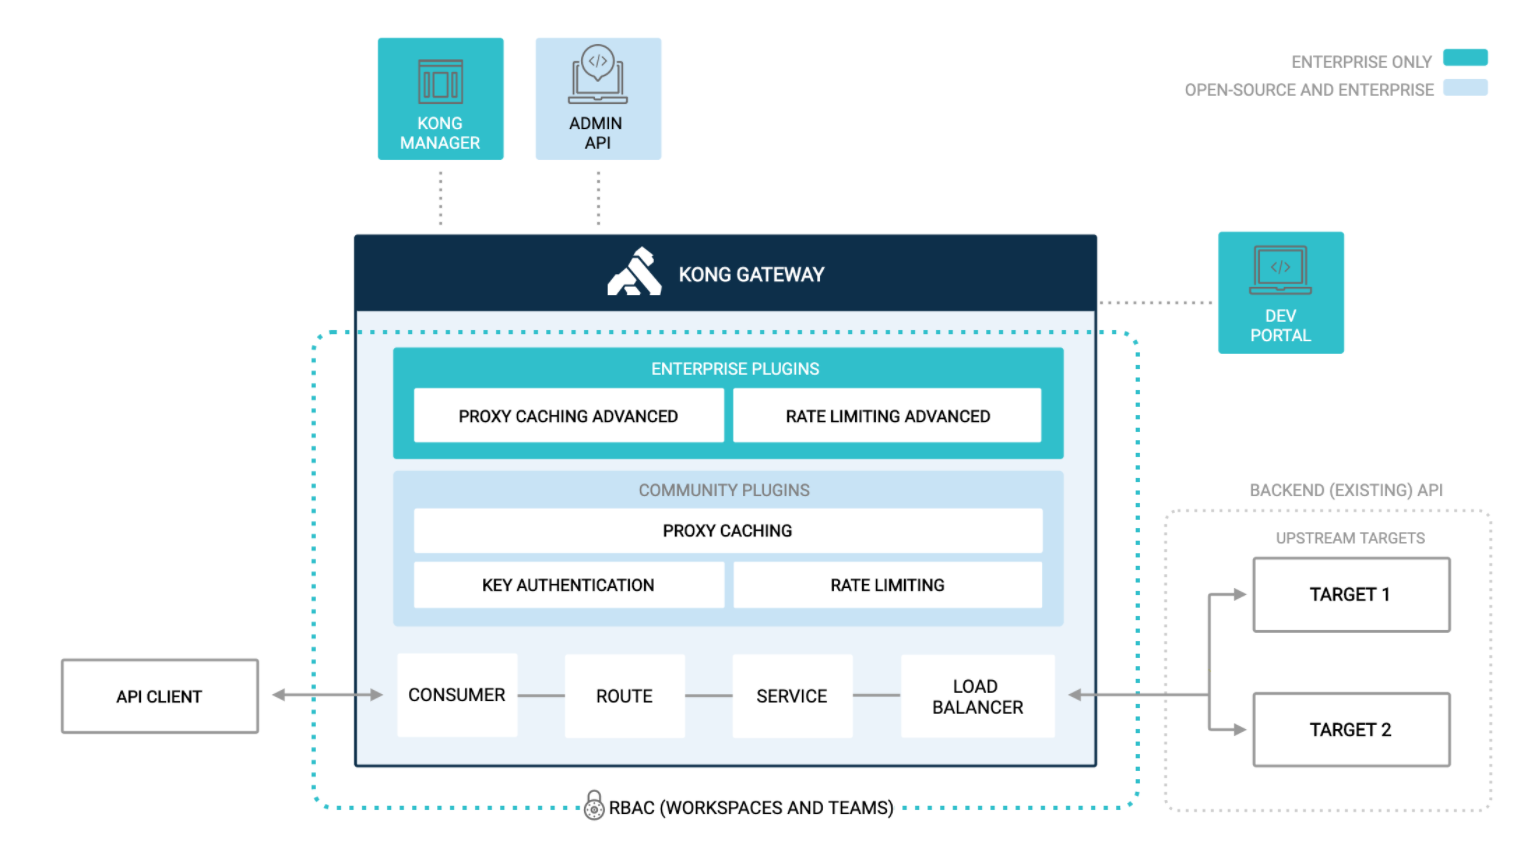 KONG
MANAGER
</>
ADMIN
API
ENTERPRISE ONLY
OPEN-SOURCE AND ENTERPRISE
KONG GATEWAY
</>
DEV
PORTAL
ENTERPRISE PLUGINS
PROXY CACHING ADVANCED
RATE LIMITING ADVANCED
COMMUNITY PLUGINS
PROXY CACHING
KEY AUTHENTICATION
RATE LIMITING
BACKEND (EXISTING) API
UPSTREAM TARGETS
TARGET 1
TARGET 2
API CLIENT
CONSUMER
ROUTE
SERVICE
LOAD
BALANCER
RBAC (WORKSPACES AND TEAMS)